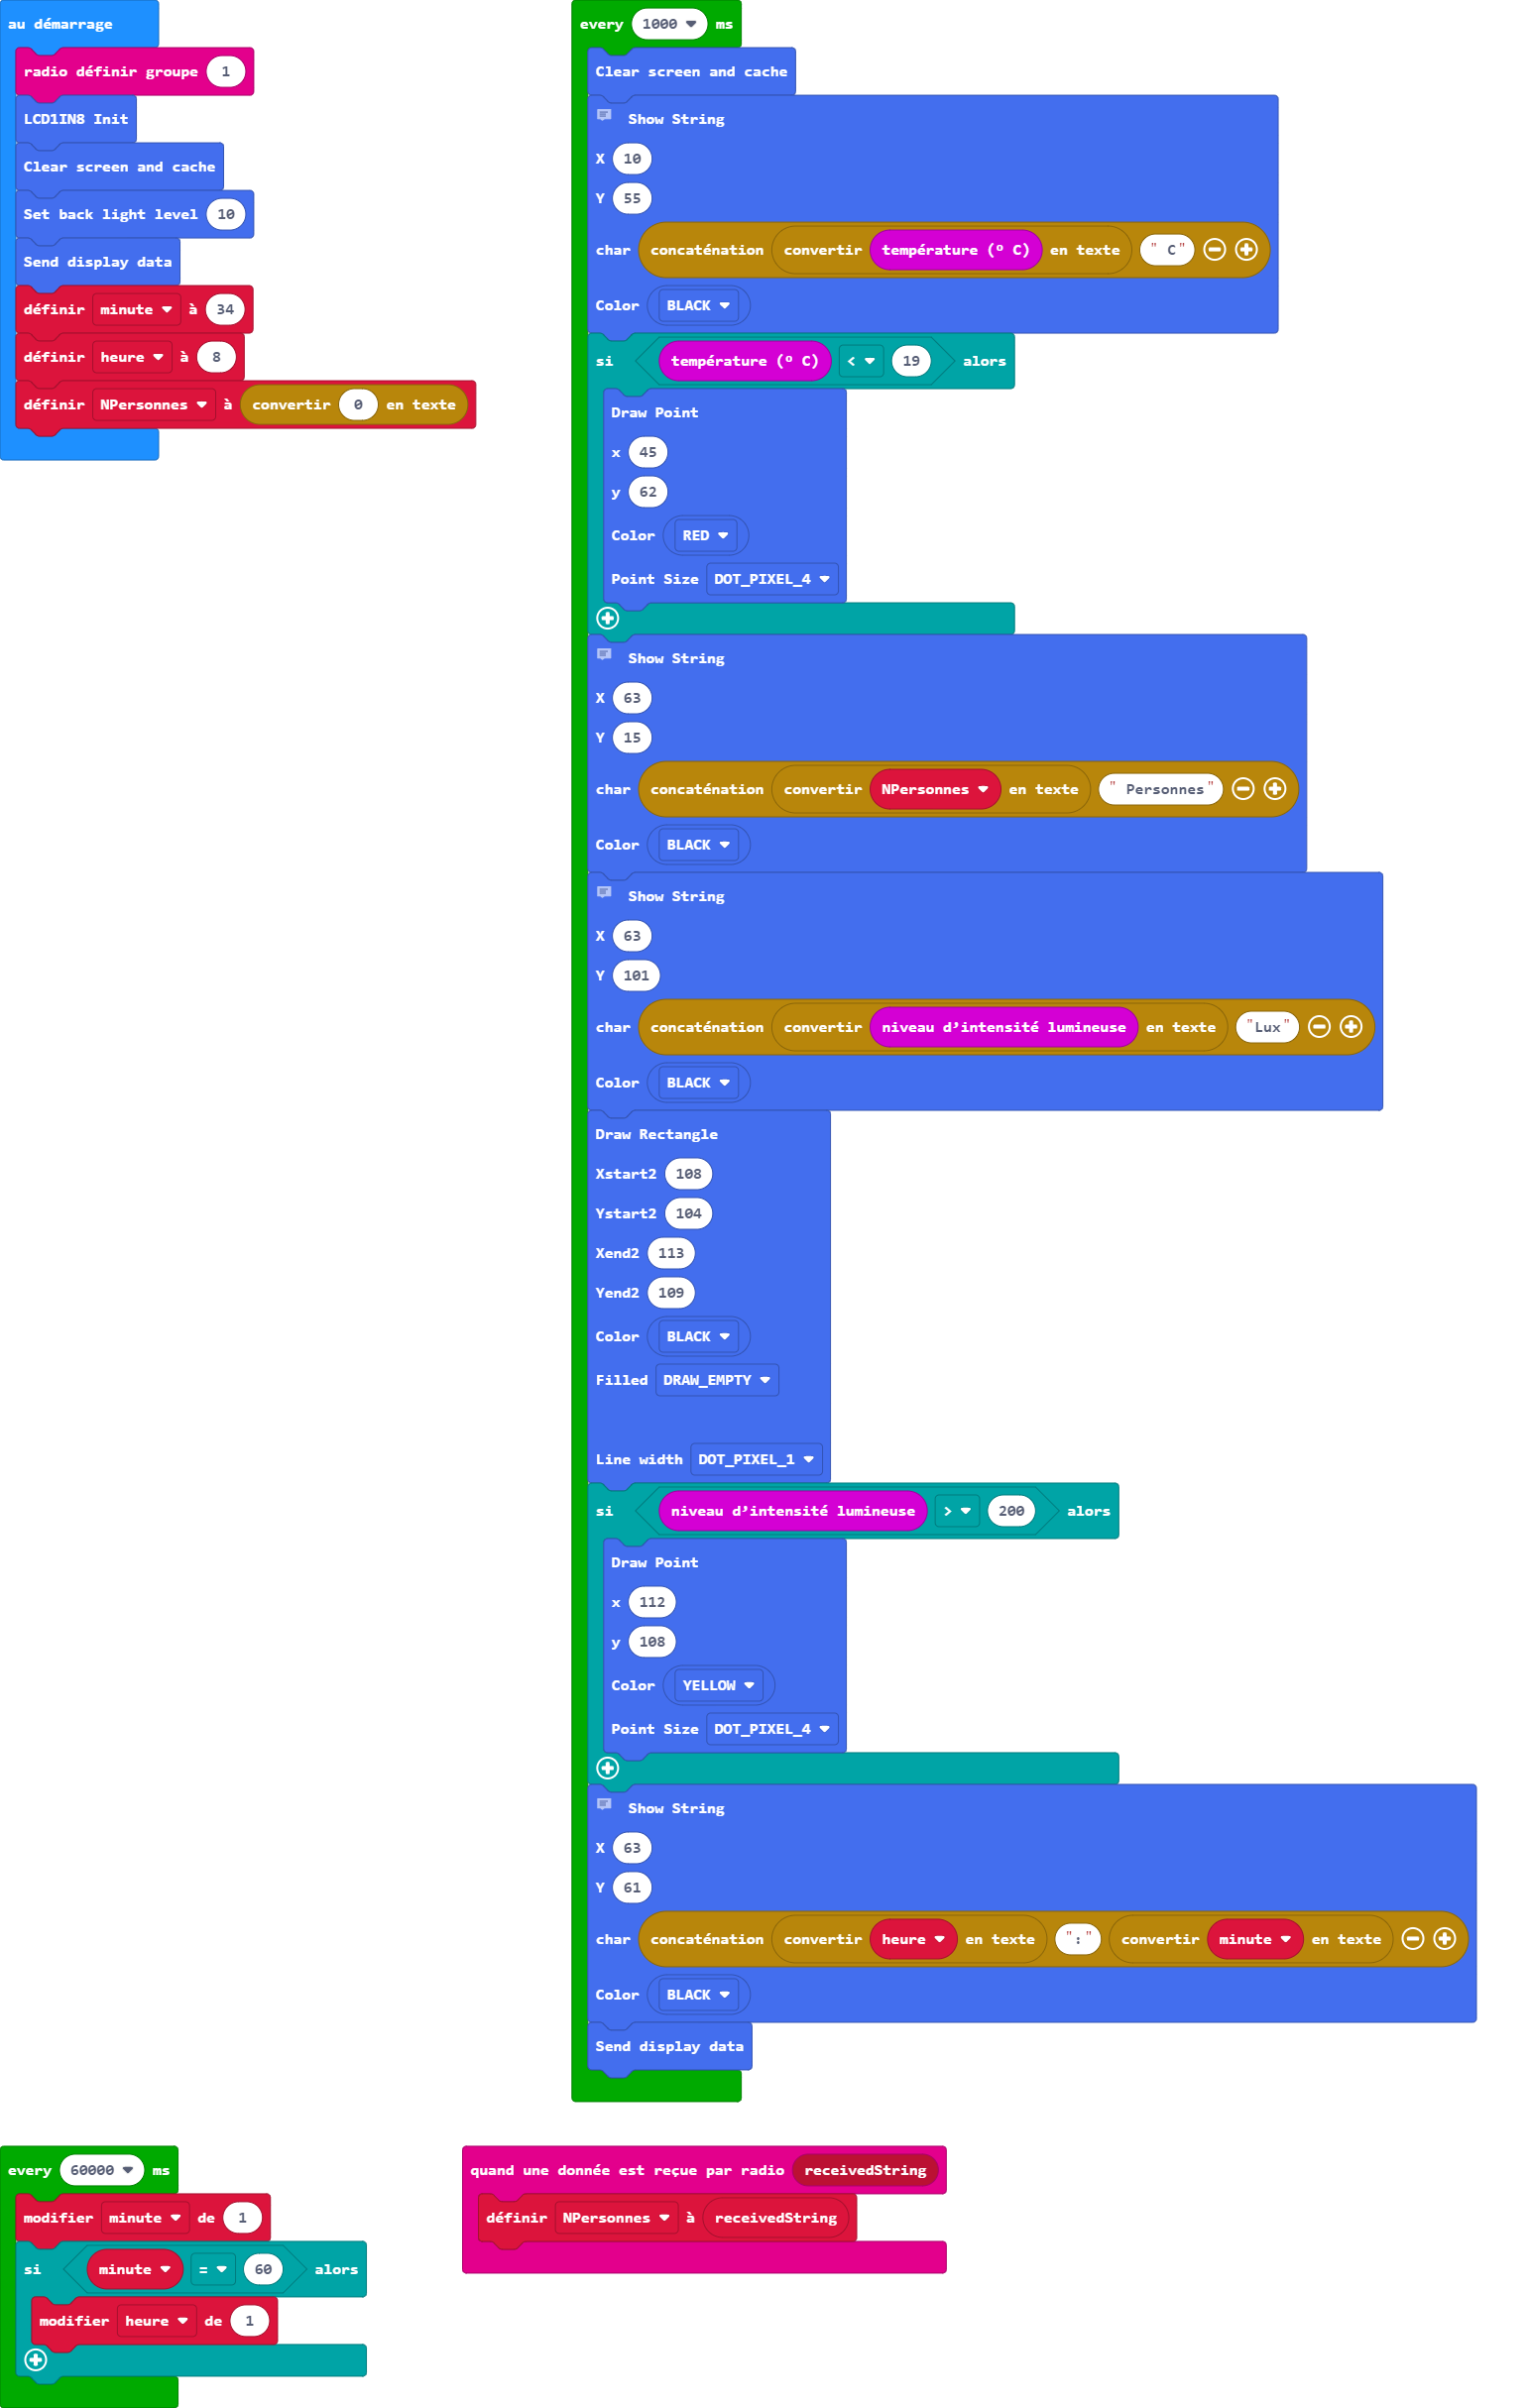 au démarrage
radio définir groupe 1
LCD1IN8 Init
Clear screen and cache
Set back light level 10
Send display data
définir minute à 34
définir heure à 8
définir NPersonnes à convertir 0 en texte
every 1000 ms
Clear screen and cache
Show String
X 10
Y 55
char concaténation convertir température (º C) en texte " C"
Color BLACK
si température (º C) < 19 alors
Draw Point
x 45
y 62
Color RED
Point Size DOT_PIXEL_4
Show String
X 63
Y 15
char concaténation convertir NPersonnes en texte " Personnes"
Color BLACK
Show String
X 63
Y 101
char concaténation convertir niveau d’intensité lumineuse en texte "Lux"
Color BLACK
Draw Rectangle
Xstart2 108
Ystart2 104
Xend2 113
Yend2 109
Color BLACK
Filled DRAW_EMPTY
Line width DOT_PIXEL_1
si niveau d’intensité lumineuse > 200 alors
Draw Point
x 112
y 108
Color YELLOW
Point Size DOT_PIXEL_4
Show String
X 63
Y 61
char concaténation convertir heure en texte ":" convertir minute en texte
Color BLACK
Send display data
every 60000 ms
modifier minute de 1
si minute = 60 alors
modifier heure de 1
quand une donnée est reçue par radio receivedString
définir NPersonnes à receivedString